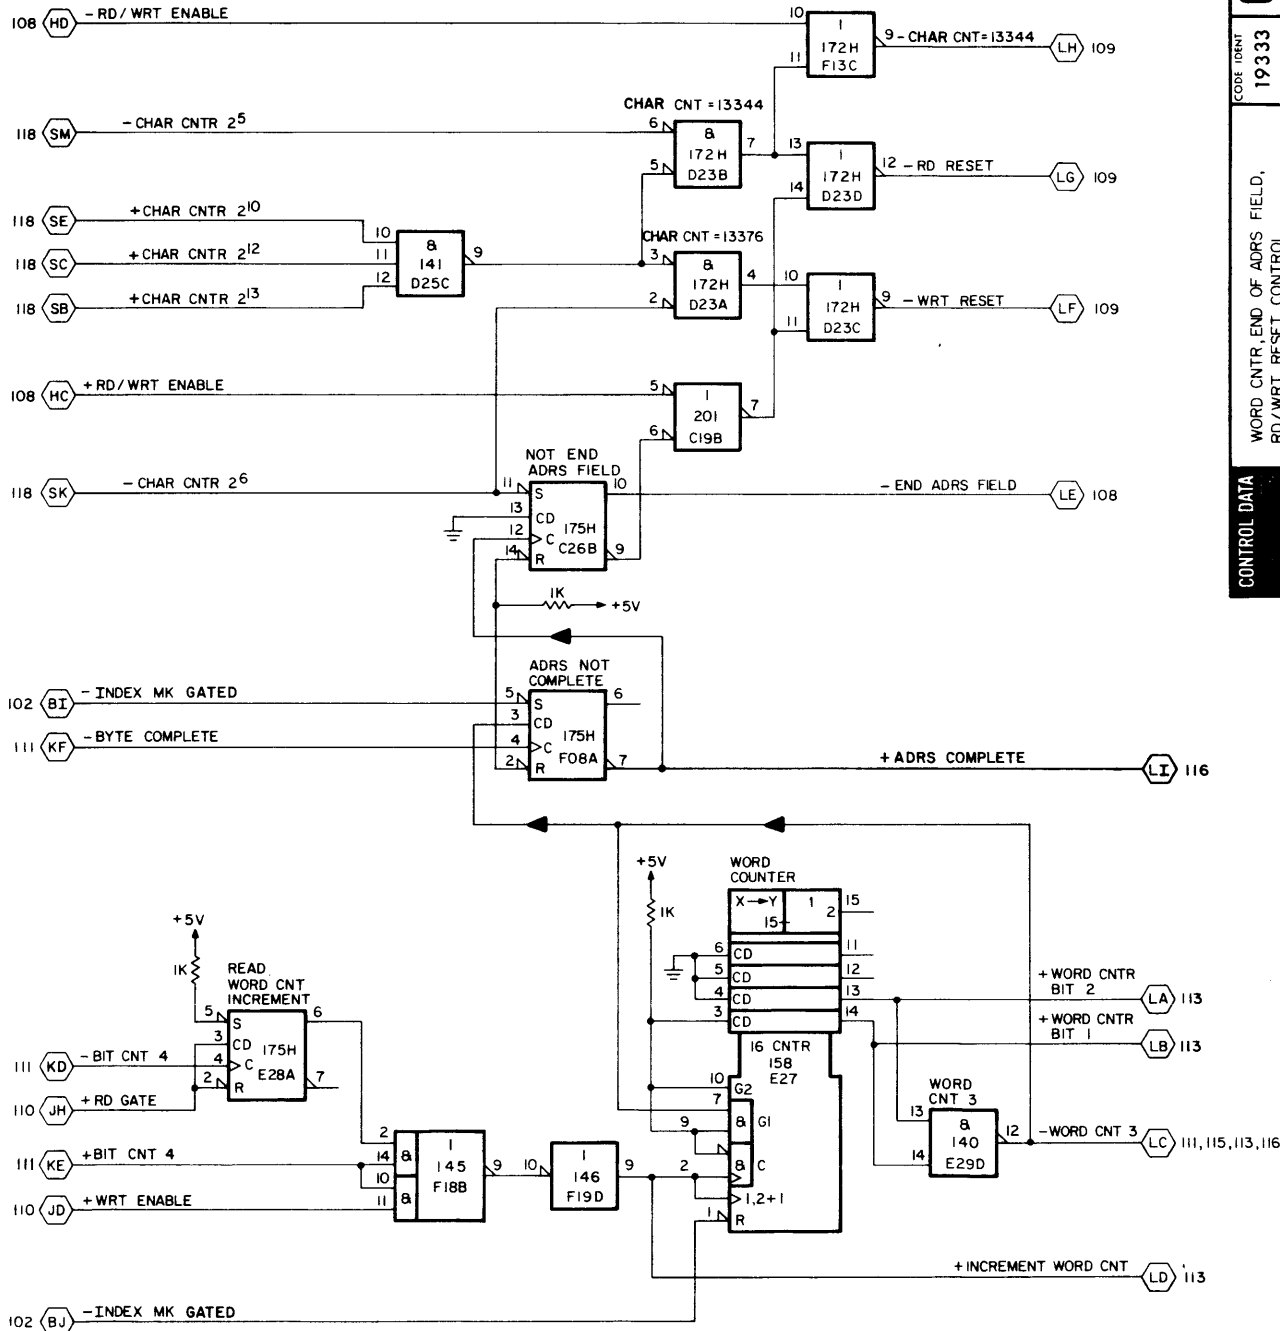 108 HD -RD/WRT ENABLE
10
1
172H
F13C
11
9 -CHAR CNT=13344 LH 109
118 SM -CHAR CNTR 2⁵
CHAR CNT =13344
6
&
172H
D23B
5
7
13
1
172H
D23D
14
12 -RD RESET LG 109
118 SE +CHAR CNTR 2¹⁰
118 SC +CHAR CNTR 2¹²
118 SB +CHAR CNTR 2¹³
10
11
12
&
141
D25C
9
CHAR CNT =13376
3
&
172H
D23A
2
4
10
1
172H
D23C
11
9 -WRT RESET LF 109
108 HC +RD/WRT ENABLE
5
1
201
C19B
6
7
118 SK -CHAR CNTR 2⁶
NOT END
ADRS FIELD
11 S
13 CD
12 C
14 R
175H
C26B
10
9
-END ADRS FIELD LE 108
1K
+5V
ADRS NOT
COMPLETE
102 BI -INDEX MK GATED
111 KF -BYTE COMPLETE
5 S
3 CD
4 C
2 R
175H
F08A
6
7
+ADRS COMPLETE LI 116
+5V
1K
WORD
COUNTER
X→Y 1
15 2
15
6 CD 11
5 CD 12
4 CD 13
3 CD 14
16 CNTR
158
E27
10 G2
7
& G1
9
& C
2
1,2+1
1 R
+WORD CNTR
BIT 2
LA 113
+WORD CNTR
BIT 1
LB 113
WORD
CNT 3
13
&
140
E29D
14
12 -WORD CNT 3 LC 111,115,113,116
+5V
1K
READ
WORD CNT
INCREMENT
5 S
3 CD
4 C
2 R
175H
E28A
6
7
111 KD -BIT CNT 4
110 JH +RD GATE
111 KE +BIT CNT 4
110 JD +WRT ENABLE
2
14
10
11
&
&
1
145
F18B
9
10
1
146
F19D
9
+INCREMENT WORD CNT LD 113
102 BJ -INDEX MK GATED
CODE IDENT
19333
WORD CNTR, END OF ADRS FIELD,
RD/WRT RESET CONTROL
CONTROL DATA